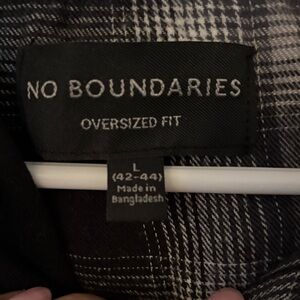 NO BOUNDARIES
OVERSIZED FIT
L
(42-44)
Made in
Bangladesh